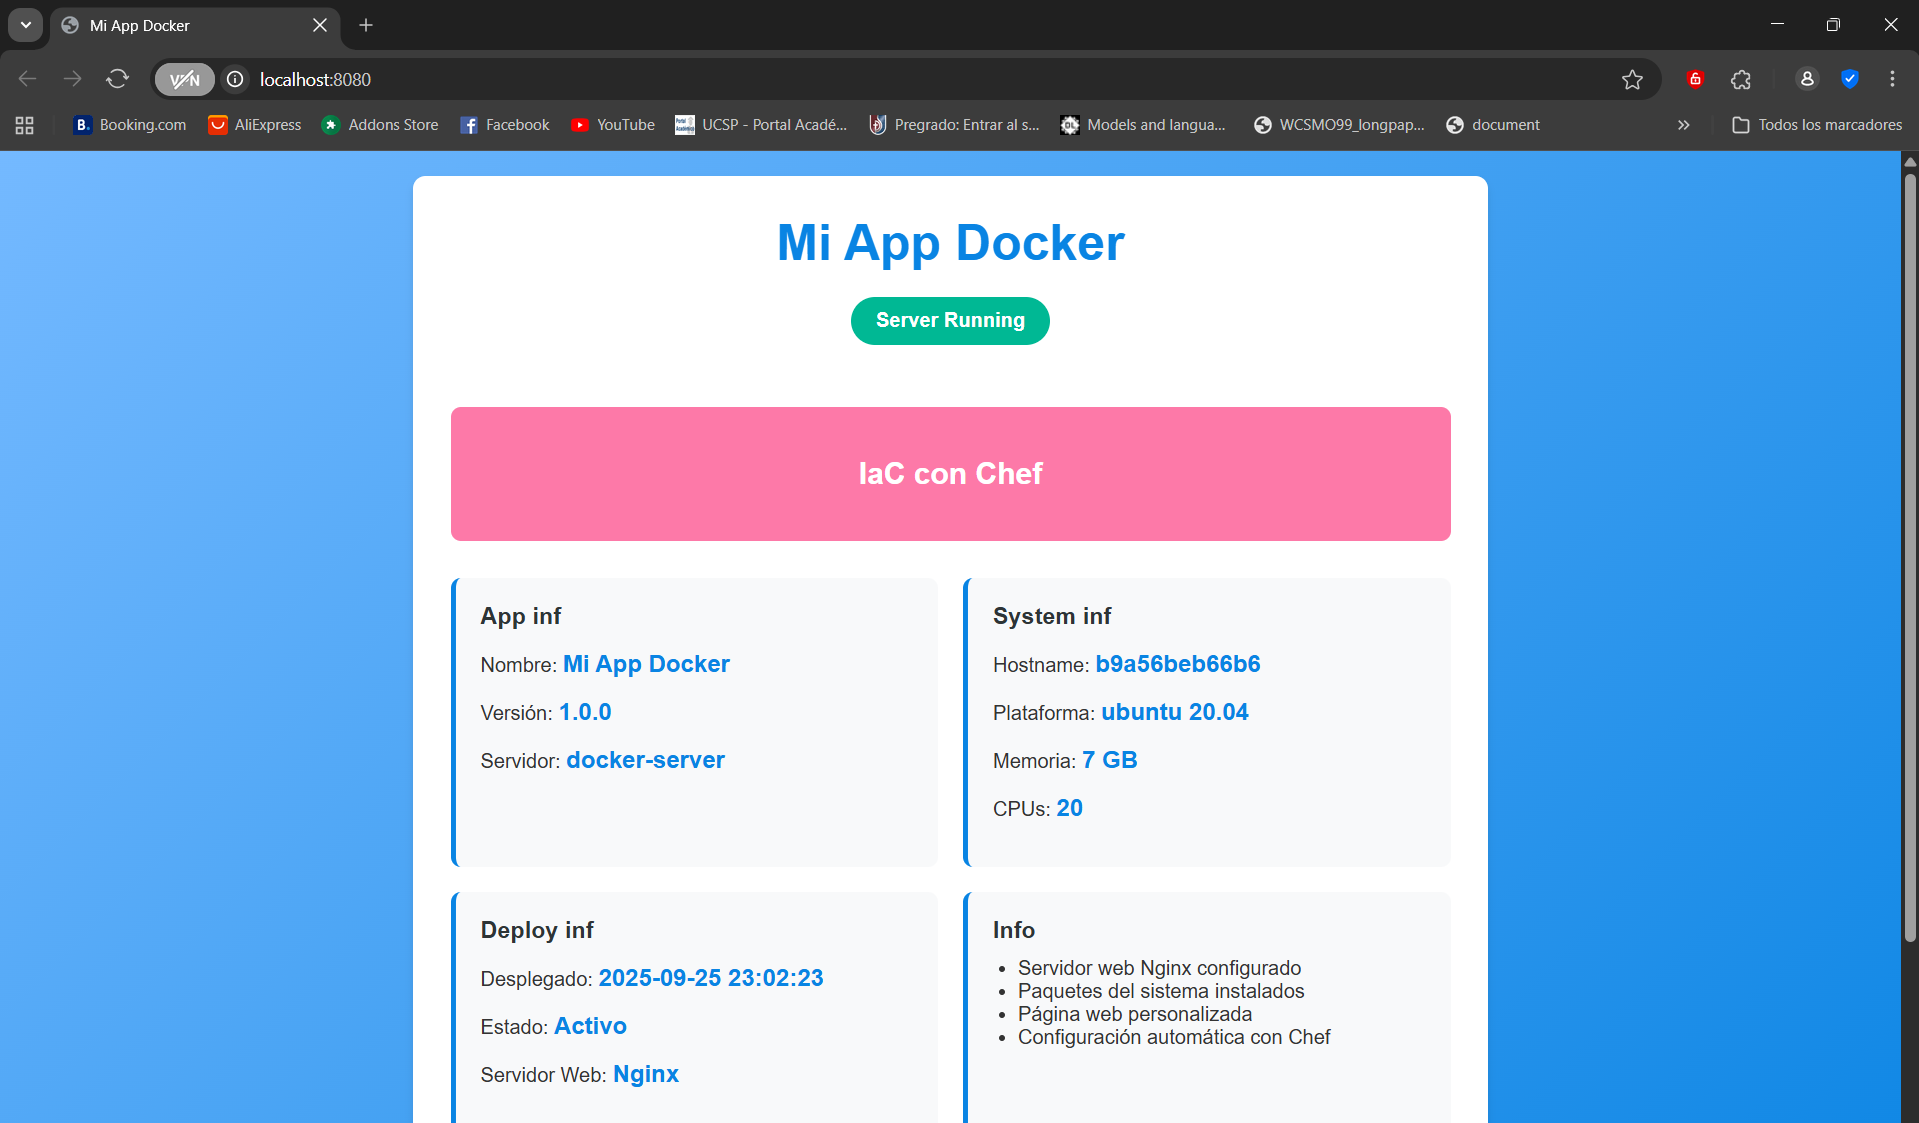 Mi App Docker
VPN
localhost:8080
Booking.com
AliExpress
Addons Store
Facebook
YouTube
UCSP - Portal Acadé...
Pregrado: Entrar al s...
Models and langua...
WCSMO99_longpap...
document
Todos los marcadores
Mi App Docker
Server Running
IaC con Chef
App inf
Nombre: Mi App Docker
Versión: 1.0.0
Servidor: docker-server
System inf
Hostname: b9a56beb66b6
Plataforma: ubuntu 20.04
Memoria: 7 GB
CPUs: 20
Deploy inf
Desplegado: 2025-09-25 23:02:23
Estado: Activo
Servidor Web: Nginx
Info
• Servidor web Nginx configurado
• Paquetes del sistema instalados
• Página web personalizada
• Configuración automática con Chef